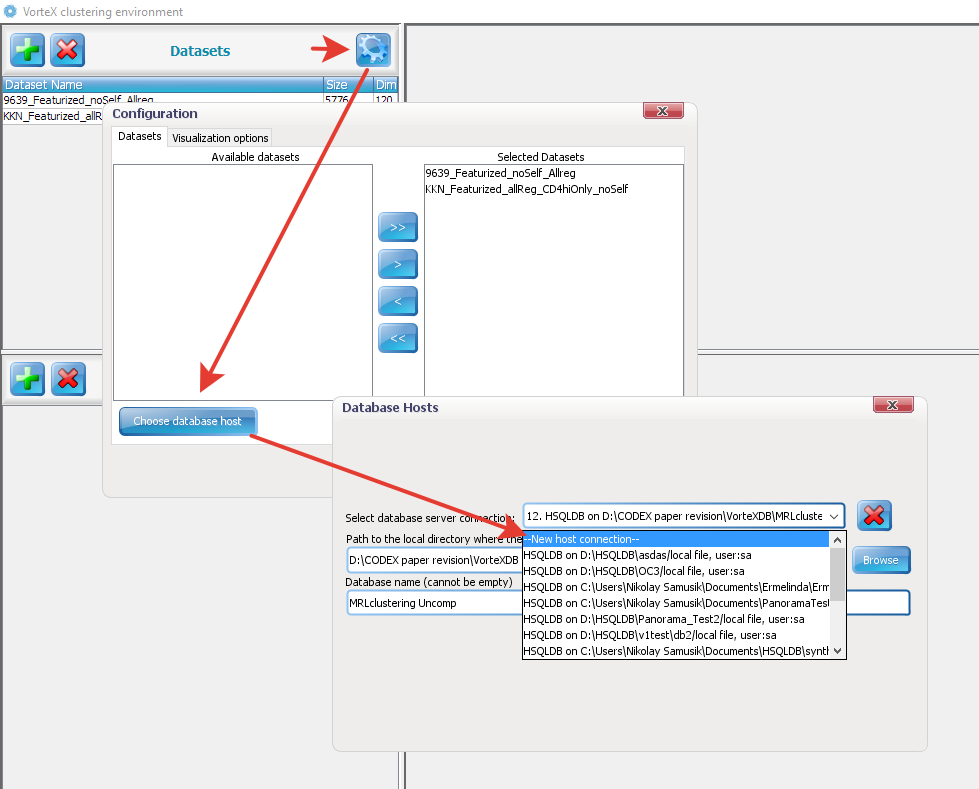 VorteX clustering environment
Datasets
Dataset Name Size Dim
9639_Featurized_noSelf_Allreg 5776 120
KKN_Featurized_allR
Configuration
Datasets Visualization options
Available datasets
Selected Datasets
9639_Featurized_noSelf_Allreg
KKN_Featurized_allReg_CD4hiOnly_noSelf
>>
>
<
<<
Choose database host
Database Hosts
Select database server connection: 12. HSQLDB on D:\CODEX paper revision\VorteXDB\MRLcluste
Path to the local directory where the
--New host connection--
HSQLDB on D:\HSQLDB\asdas/local file, user:sa
D:\CODEX paper revision\VorteXDB
Browse
HSQLDB on D:\HSQLDB\OC3/local file, user:sa
Database name (cannot be empty)
HSQLDB on C:\Users\Nikolay Samusik\Documents\Ermelinda\Erm
MRLclustering Uncomp
HSQLDB on C:\Users\Nikolay Samusik\Documents\PanoramaTest
HSQLDB on D:\HSQLDB\Panorama_Test2/local file, user:sa
HSQLDB on D:\HSQLDB\v1test\db2/local file, user:sa
HSQLDB on C:\Users\Nikolay Samusik\Documents\HSQLDB\synth